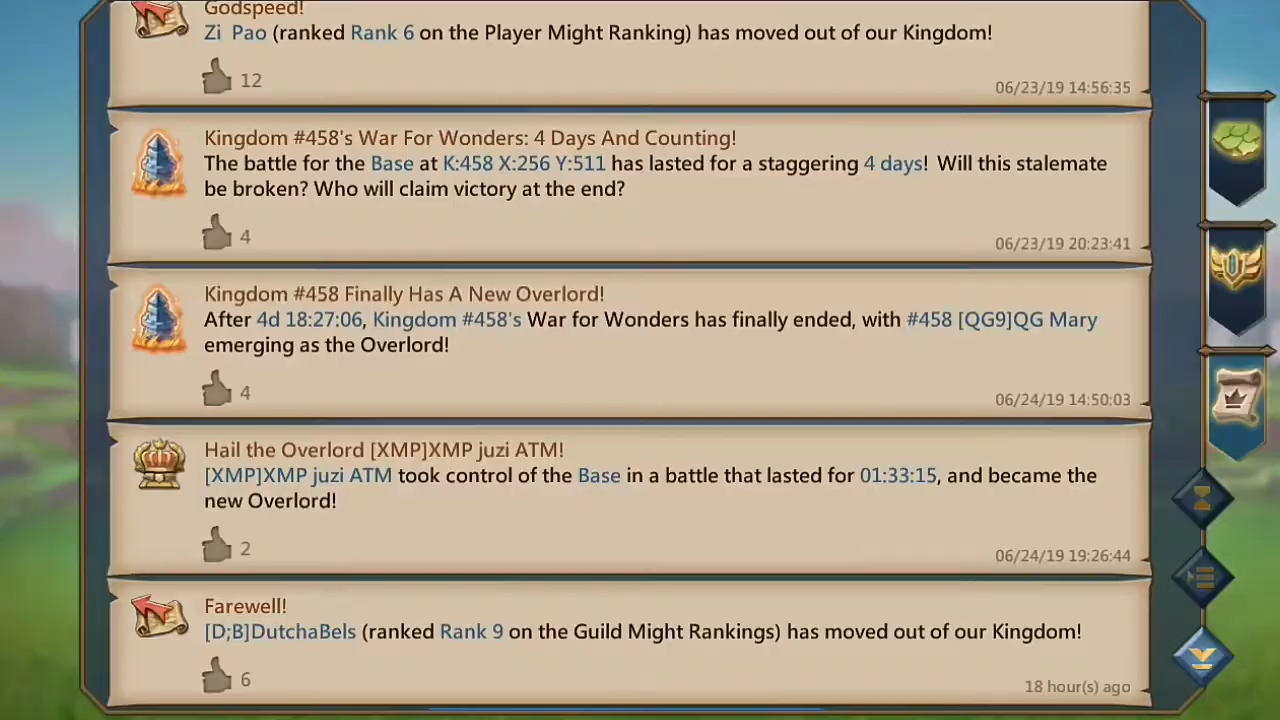 Godspeed!
Zi Pao (ranked Rank 6 on the Player Might Ranking) has moved out of our Kingdom!
12
06/23/19 14:56:35
Kingdom #458's War For Wonders: 4 Days And Counting!
The battle for the Base at K:458 X:256 Y:511 has lasted for a staggering 4 days! Will this stalemate
be broken? Who will claim victory at the end?
4
06/23/19 20:23:41
Kingdom #458 Finally Has A New Overlord!
After 4d 18:27:06, Kingdom #458's War for Wonders has finally ended, with #458 [QG9]QG Mary
emerging as the Overlord!
4
06/24/19 14:50:03
Hail the Overlord [XMP]XMP juzi ATM!
[XMP]XMP juzi ATM took control of the Base in a battle that lasted for 01:33:15, and became the
new Overlord!
2
06/24/19 19:26:44
Farewell!
[D;B]DutchaBels (ranked Rank 9 on the Guild Might Rankings) has moved out of our Kingdom!
6
18 hour(s) ago